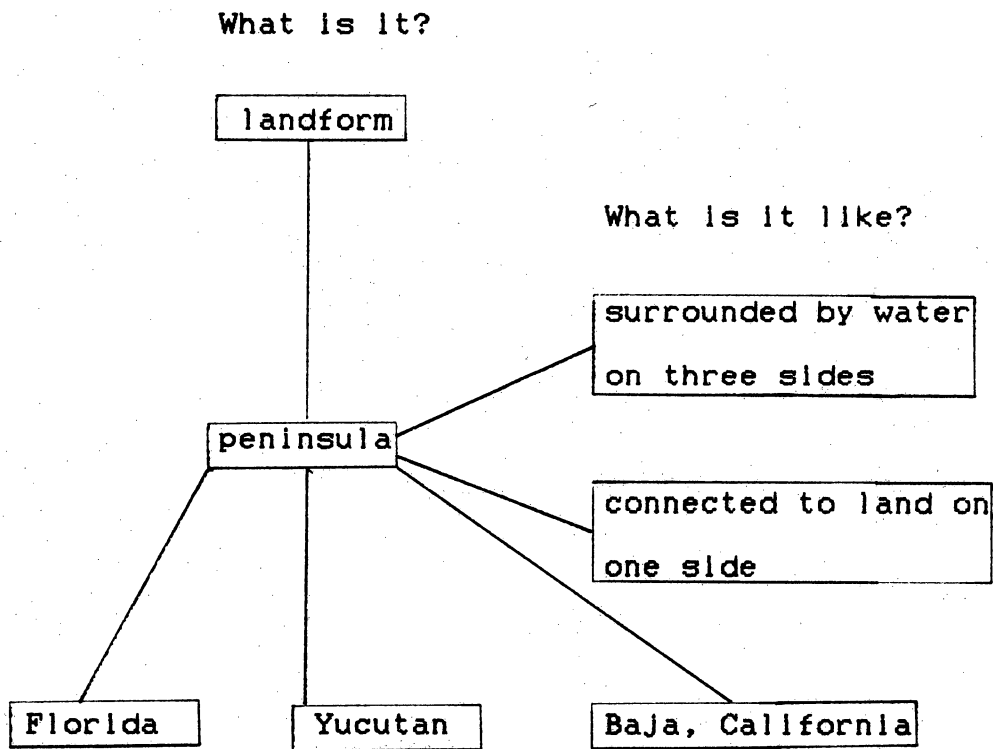 What is it?
landform
What is it like?
surrounded by water
on three sides
peninsula
connected to land on
one side
Florida
Yucutan
Baja, California